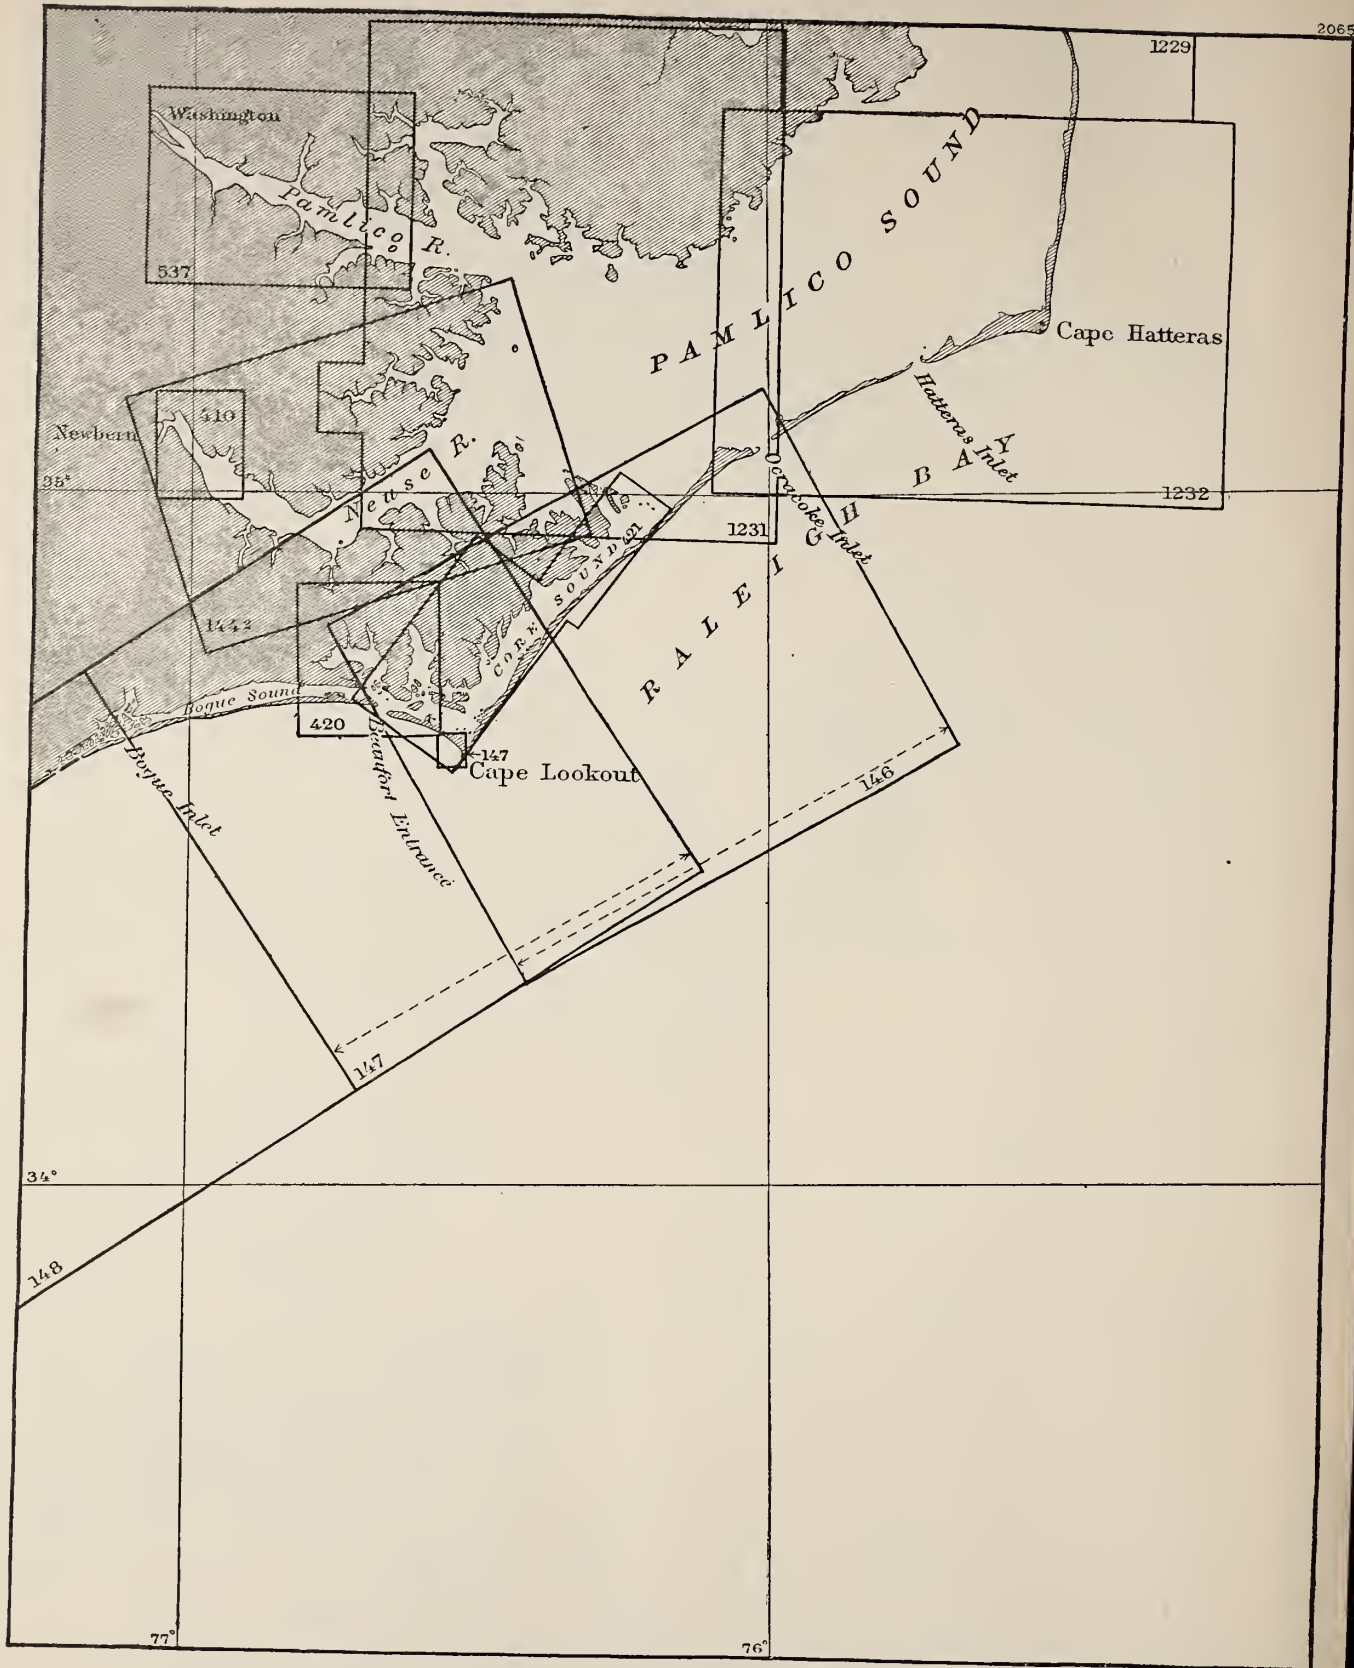 2065
1229
Washington
Pamlico R.
537
PAMLICO SOUND
Cape Hatteras
Hatteras Inlet
410
Newbern
Neuse R.
35°
1232
1231
Ocracoke Inlet
RALEIGH BAY
CORE SOUND
421
1442
Bogue Sound
420
147
Cape Lookout
Beaufort Entrance
Bogue Inlet
146
147
34°
148
77°
76°